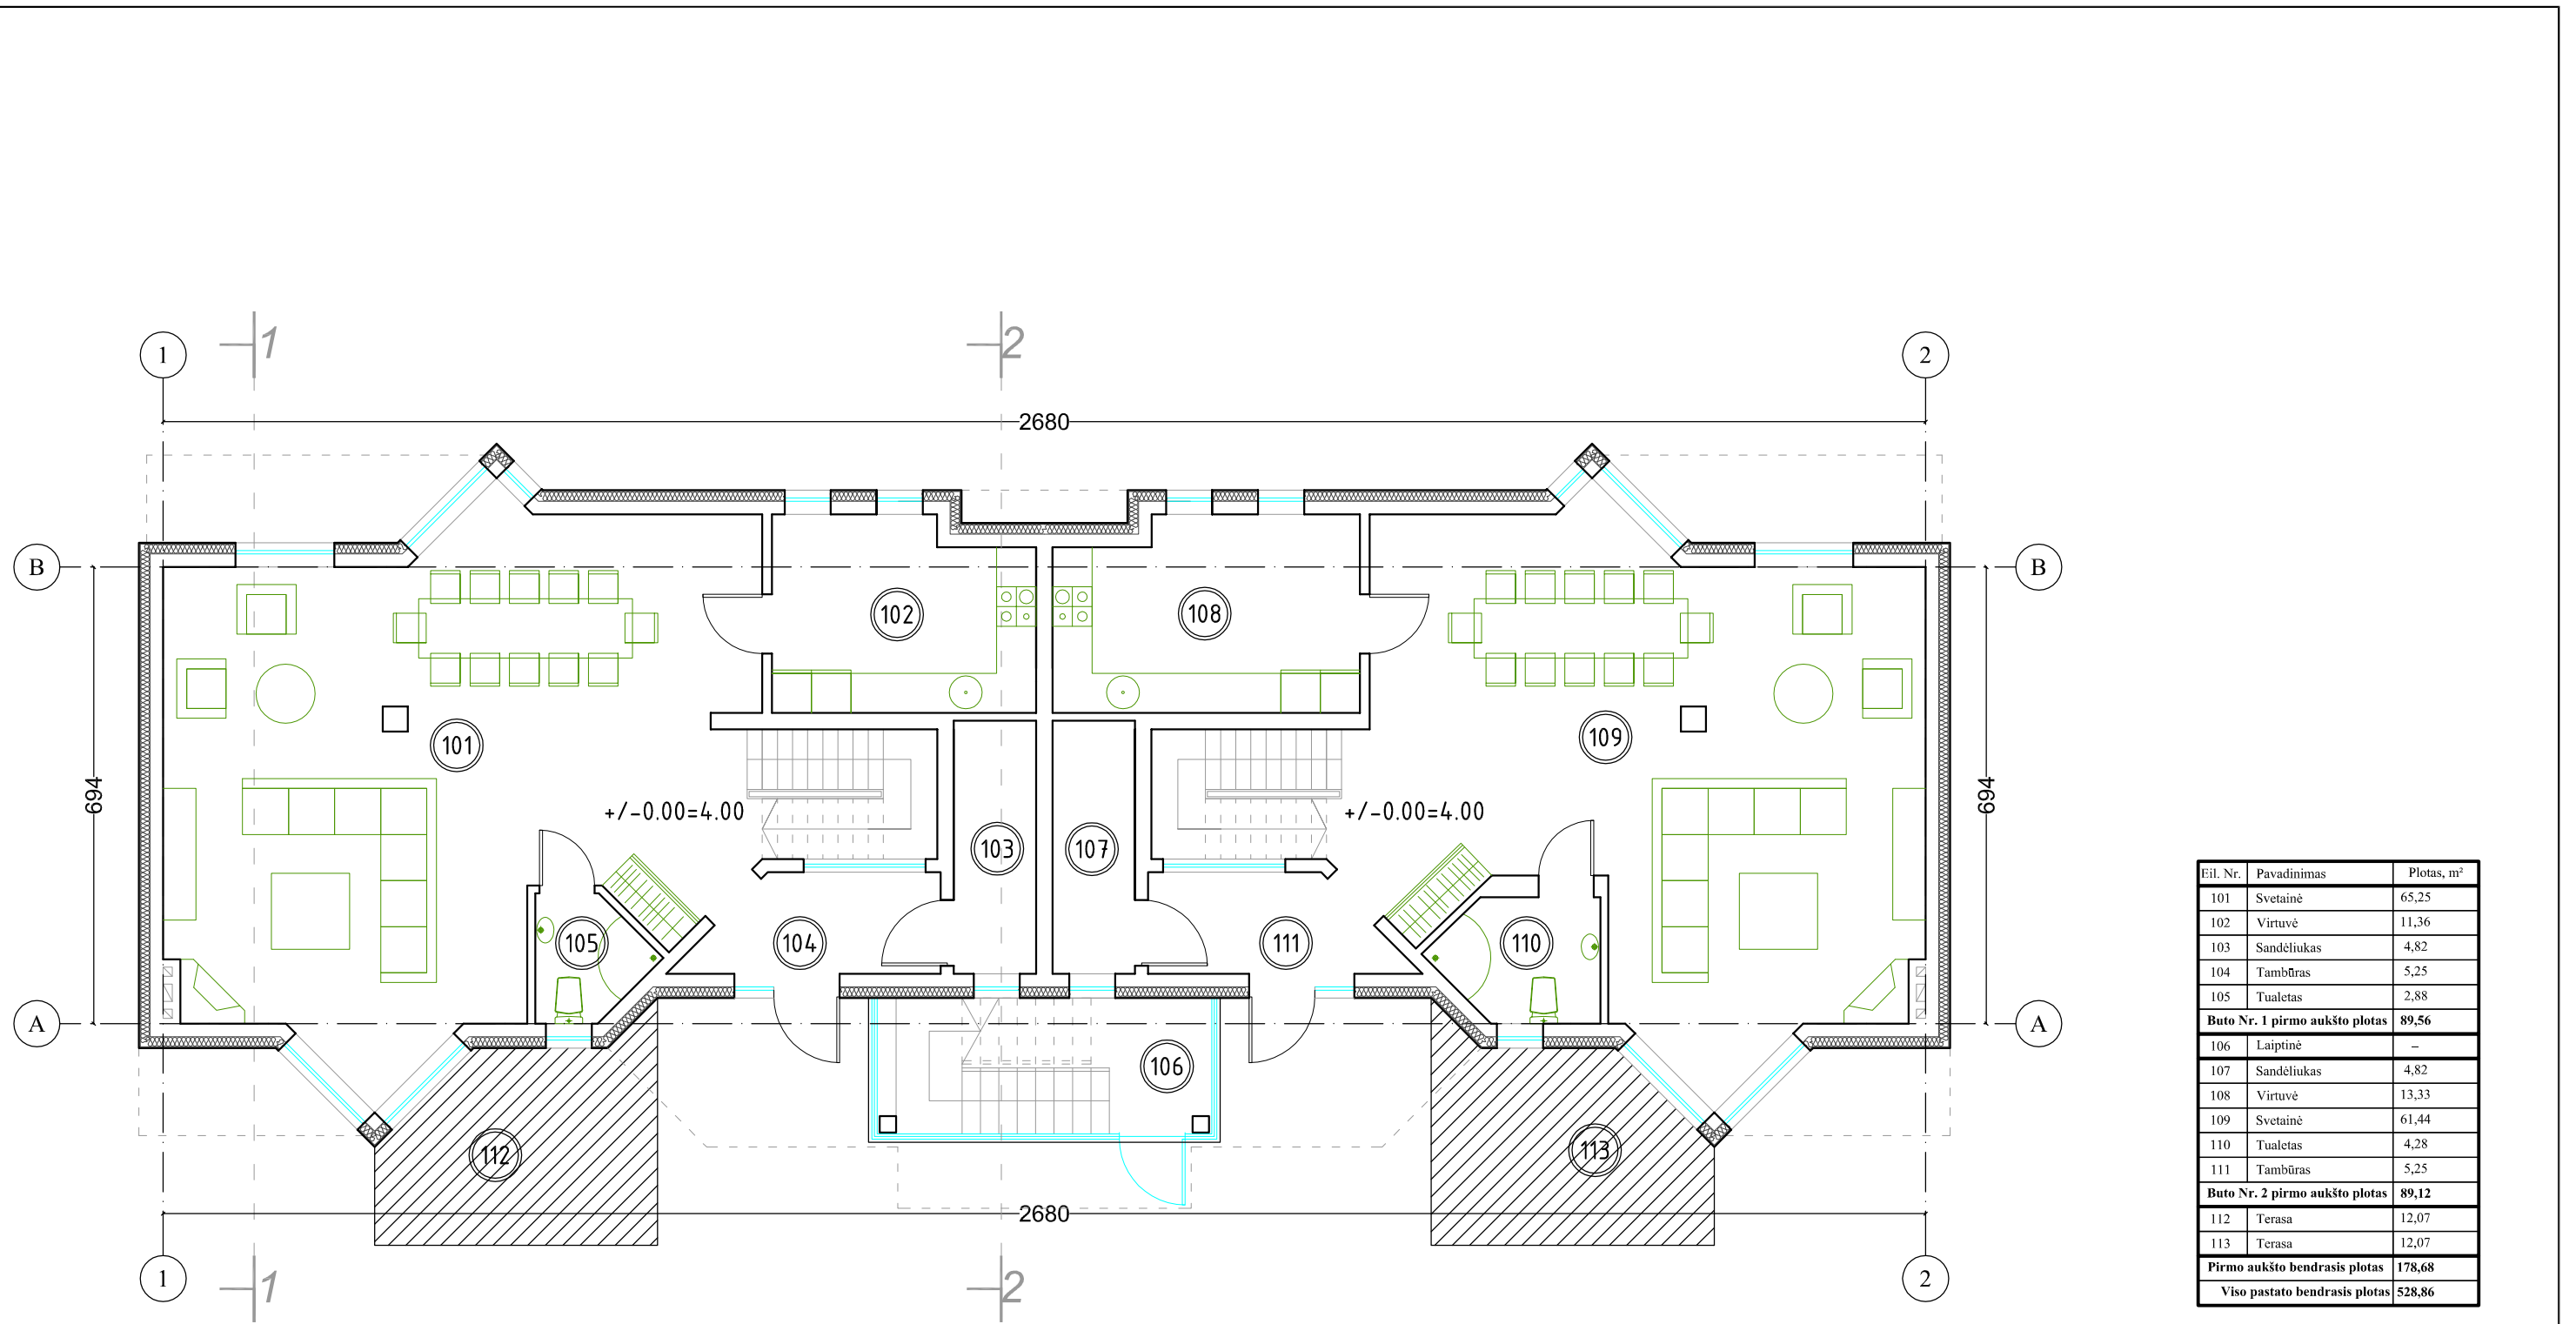 1
1
2
2
2680
B
B
102
108
101
109
694
694
+/-0.00=4.00
+/-0.00=4.00
103
107
105
104
111
110
A
A
106
112
113
2680
1
1
2
2
Eil. Nr. Pavadinimas Plotas, m²
101 Svetainė 65,25
102 Virtuvė 11,36
103 Sandėliukas 4,82
104 Tambūras 5,25
105 Tualetas 2,88
Buto Nr. 1 pirmo aukšto plotas 89,56
106 Laiptinė –
107 Sandėliukas 4,82
108 Virtuvė 13,33
109 Svetainė 61,44
110 Tualetas 4,28
111 Tambūras 5,25
Buto Nr. 2 pirmo aukšto plotas 89,12
112 Terasa 12,07
113 Terasa 12,07
Pirmo aukšto bendrasis plotas 178,68
Viso pastato bendrasis plotas 528,86